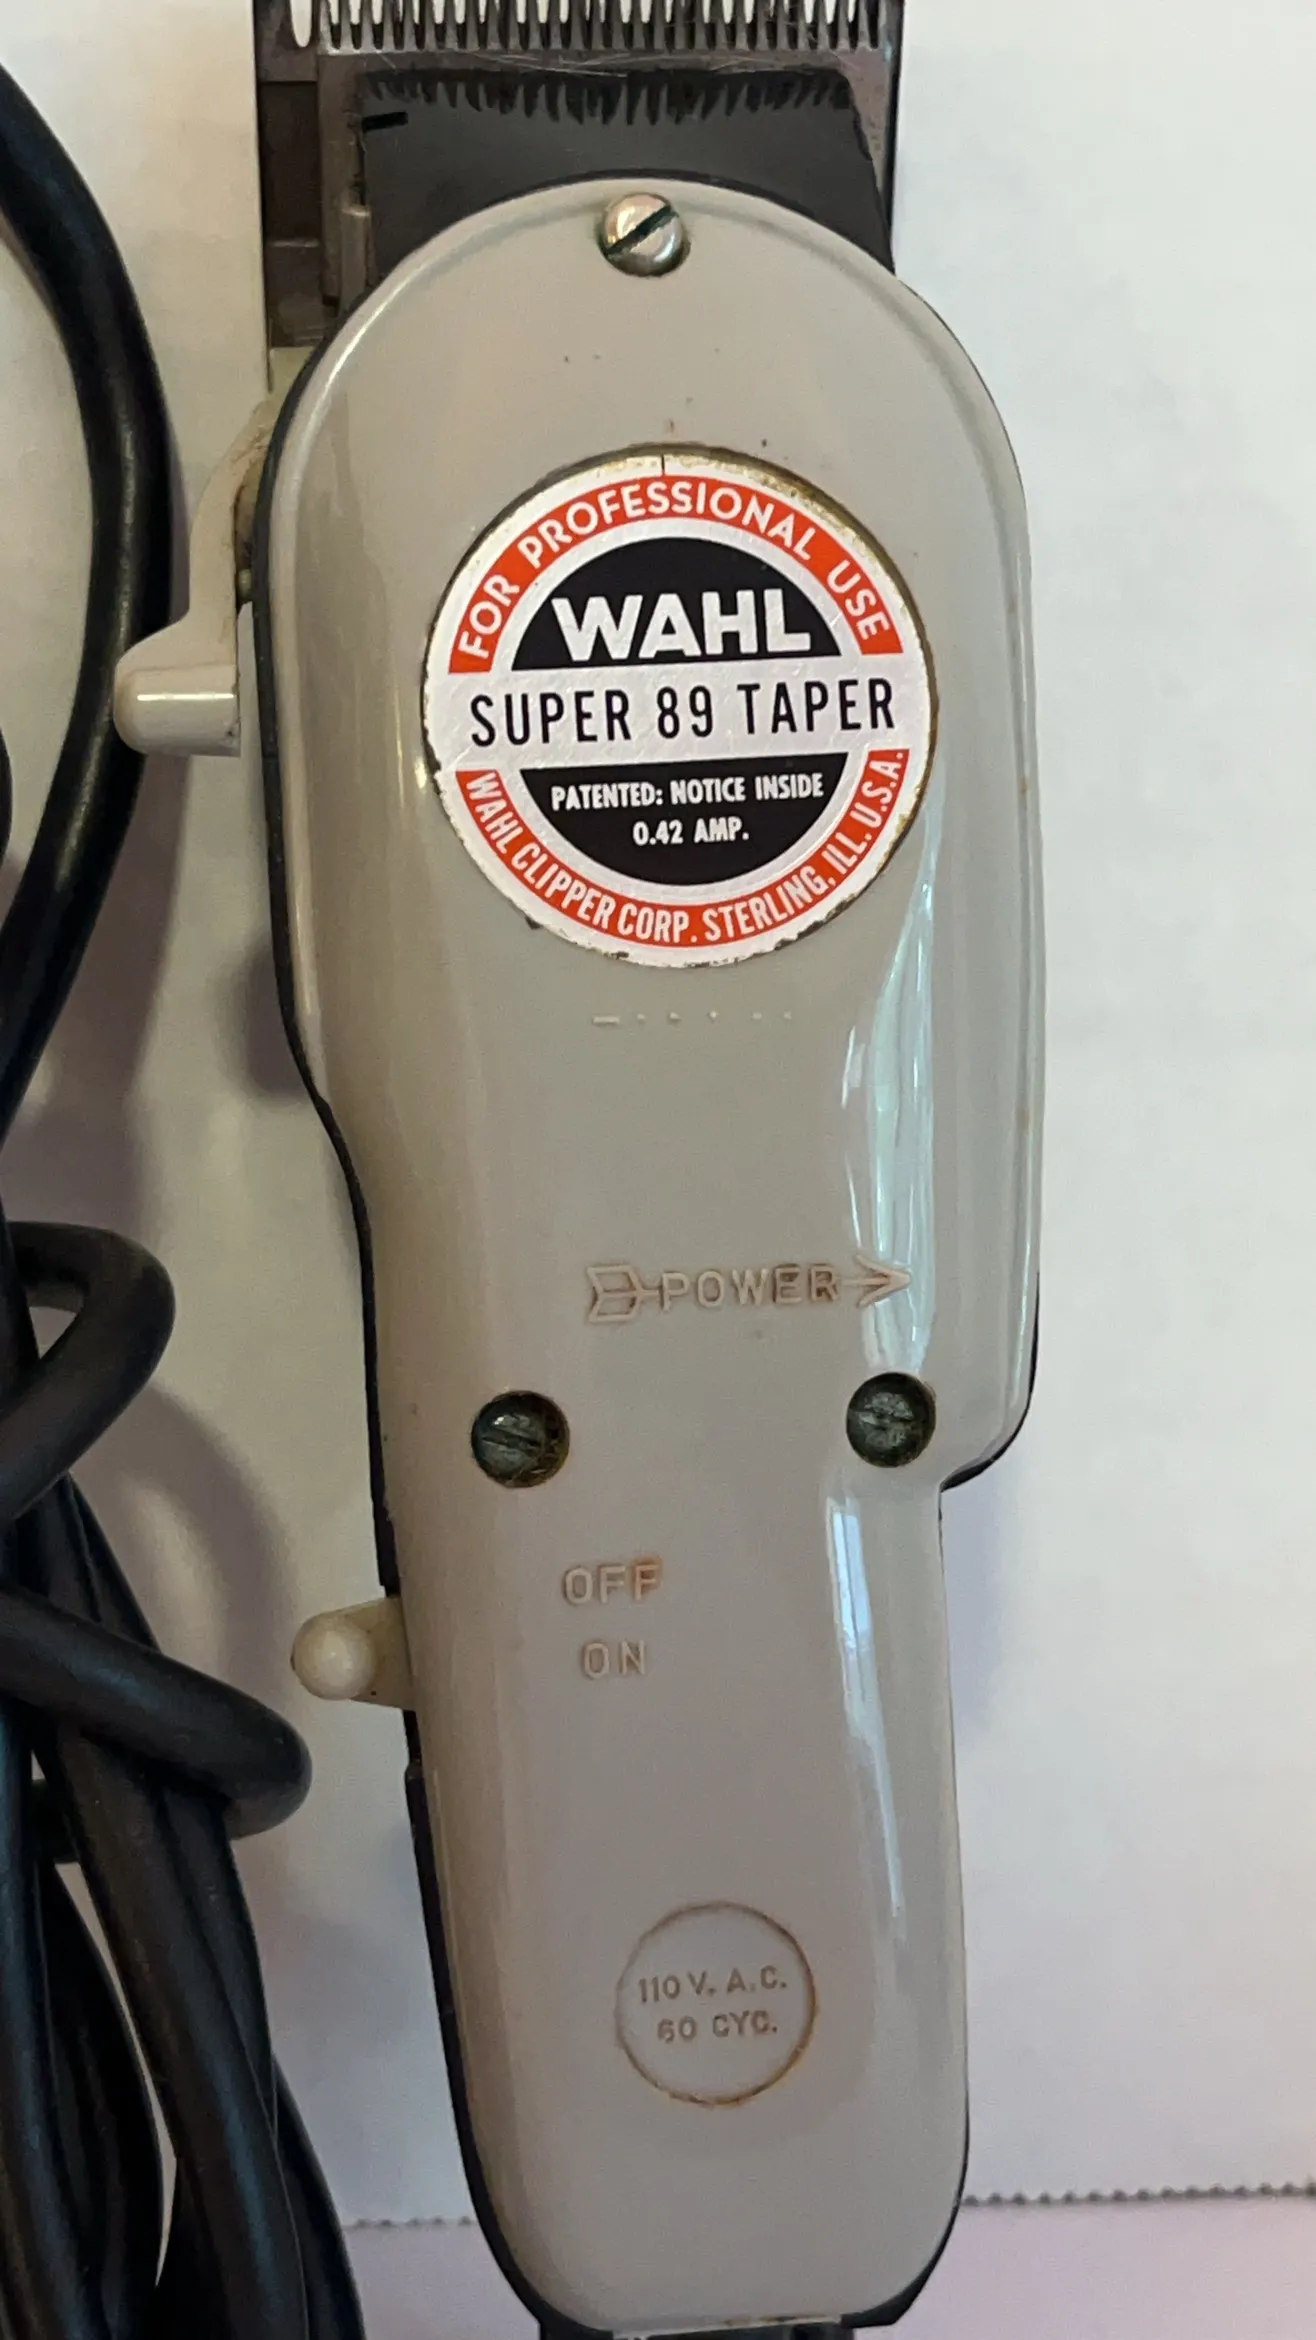 FOR PROFESSIONAL USE
WAHL
SUPER 89 TAPER
PATENTED: NOTICE INSIDE
0.42 AMP.
WAHL CLIPPER CORP. STERLING, ILL. U.S.A.
POWER
OFF
ON
110 V. A.C.
60 CYC.